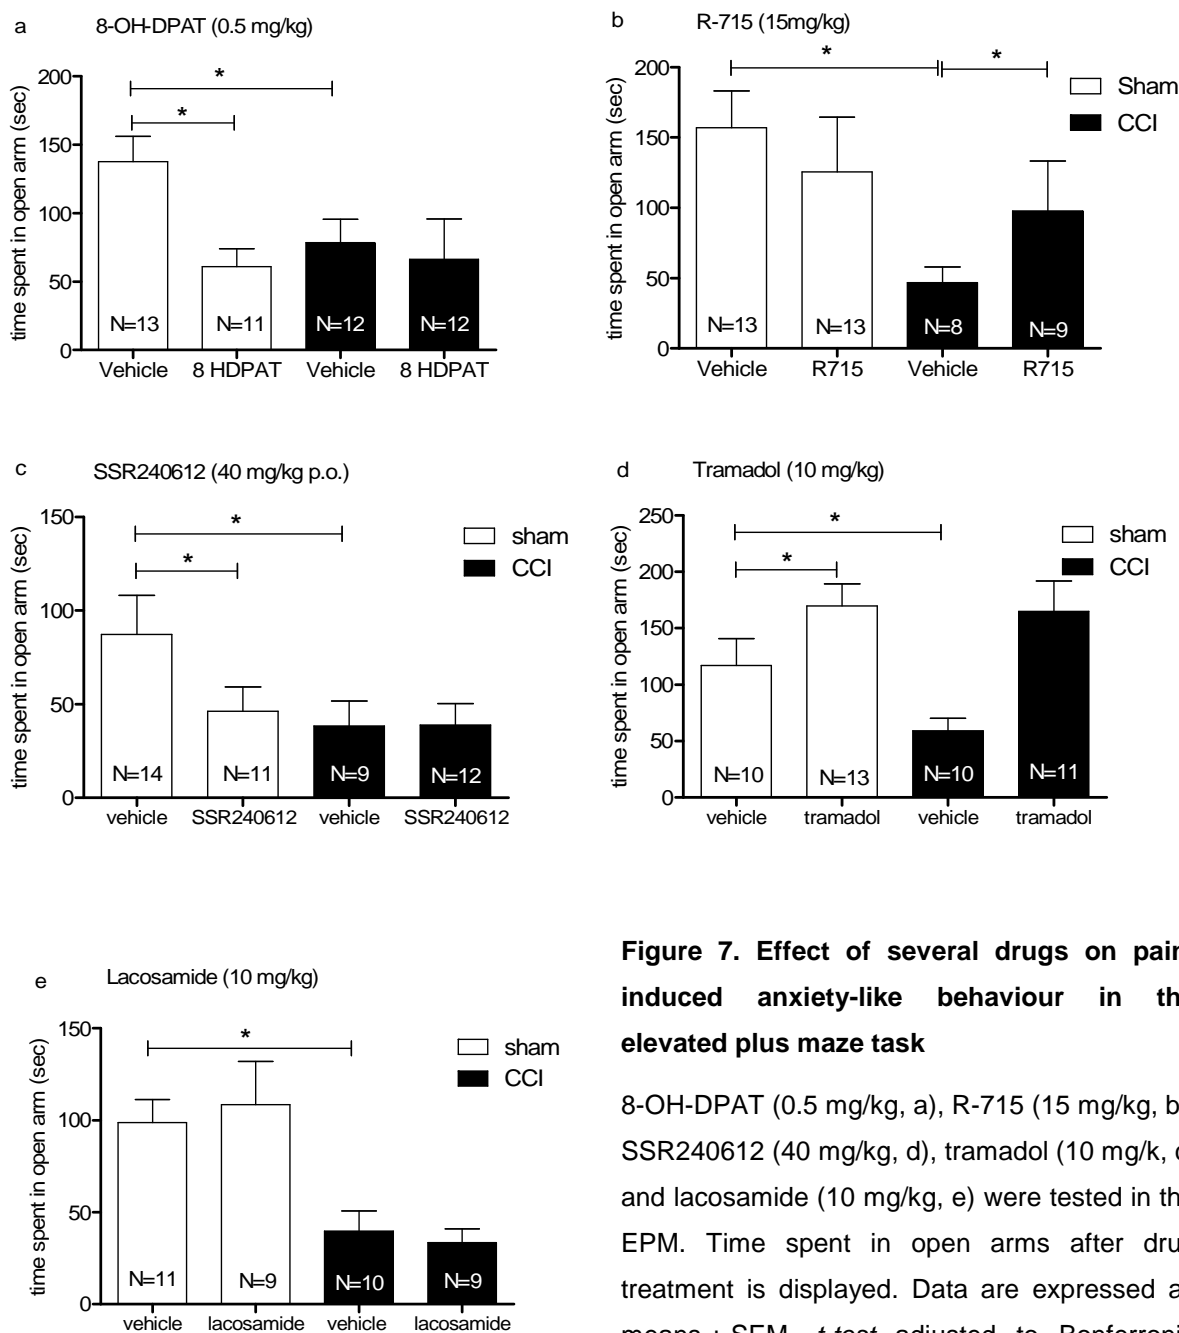 a
8-OH-DPAT (0.5 mg/kg)
time spent in open arm (sec)
200
150
100
50
0
*
*
N=13
N=11
N=12
N=12
Vehicle
8 HDPAT
Vehicle
8 HDPAT
b
R-715 (15mg/kg)
time spent in open arm (sec)
200
150
100
50
0
*
*
Sham
CCI
N=13
N=13
N=8
N=9
Vehicle
R715
Vehicle
R715
c
SSR240612 (40 mg/kg p.o.)
time spent in open arm (sec)
150
100
50
0
*
*
sham
CCI
N=14
N=11
N=9
N=12
vehicle
SSR240612
vehicle
SSR240612
d
Tramadol (10 mg/kg)
time spent in open arm (sec)
250
200
150
100
50
0
*
*
sham
CCI
N=10
N=13
N=10
N=11
vehicle
tramadol
vehicle
tramadol
e
Lacosamide (10 mg/kg)
time spent in open arm (sec)
150
100
50
0
*
sham
CCI
N=11
N=9
N=10
N=9
vehicle
lacosamide
vehicle
lacosamide
Figure 7. Effect of several drugs on pain
induced anxiety-like behaviour in th
elevated plus maze task
8-OH-DPAT (0.5 mg/kg, a), R-715 (15 mg/kg, b
SSR240612 (40 mg/kg, d), tramadol (10 mg/k, c
and lacosamide (10 mg/kg, e) were tested in th
EPM. Time spent in open arms after dru
treatment is displayed. Data are expressed a
means ± SEM. t-test adjusted to Bonferroni